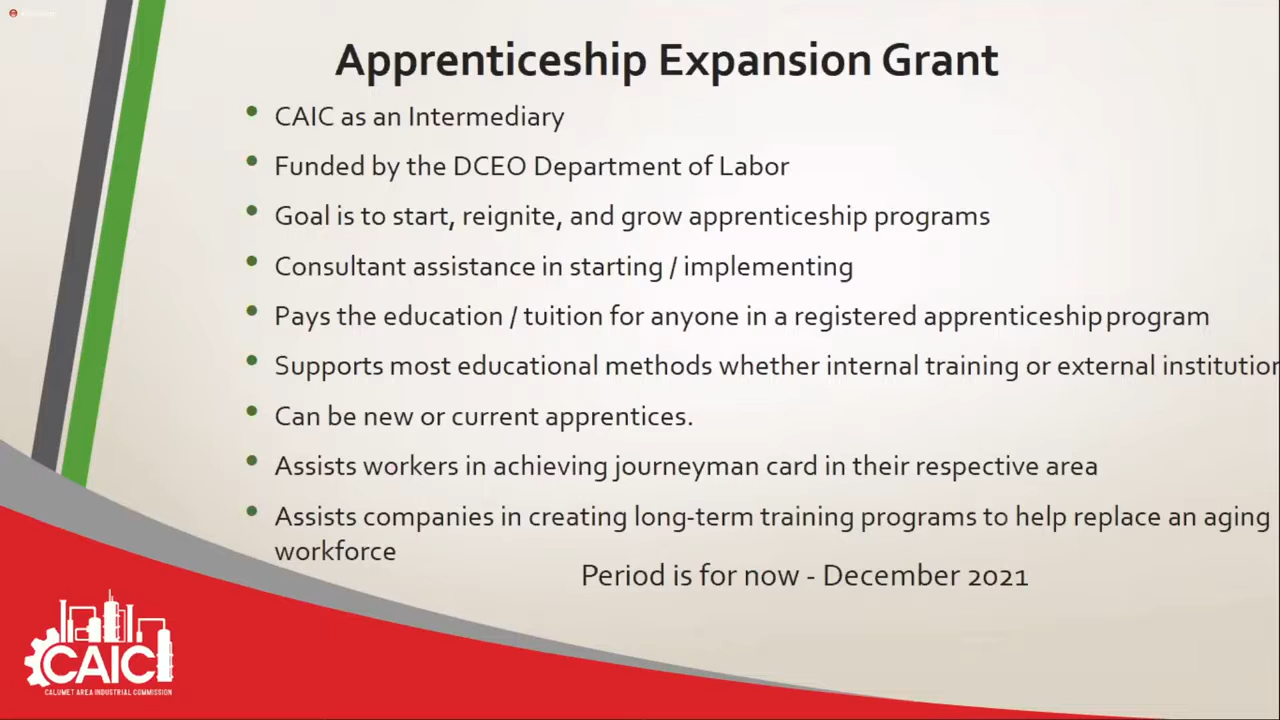 Apprenticeship Expansion Grant
• CAIC as an Intermediary
• Funded by the DCEO Department of Labor
• Goal is to start, reignite, and grow apprenticeship programs
• Consultant assistance in starting / implementing
• Pays the education / tuition for anyone in a registered apprenticeship program
• Supports most educational methods whether internal training or external institution
• Can be new or current apprentices.
• Assists workers in achieving journeyman card in their respective area
• Assists companies in creating long-term training programs to help replace an aging
workforce
Period is for now - December 2021
CAIC
CALUMET AREA INDUSTRIAL COMMISSION